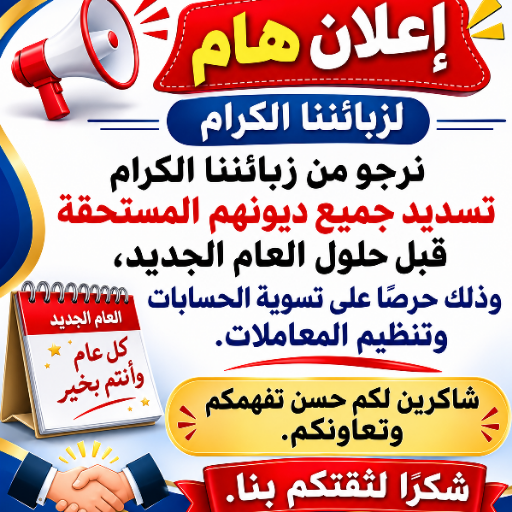 إعلان هام
لزبائننا الكرام
نرجو من زبائننا الكرام
تسديد جميع ديونهم المستحقة
قبل حلول العام الجديد،
وذلك حرصًا على تسوية الحسابات
وتنظيم المعاملات.
العام الجديد
كل عام
وأنتم بخير
شاكرين لكم حسن تفهمكم
وتعاونكم.
شكرًا لثقتكم بنا.